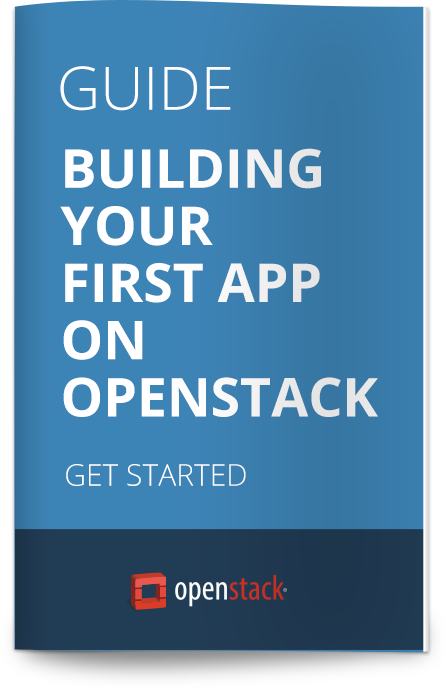 GUIDE
BUILDING
YOUR
FIRST APP
ON
OPENSTACK
GET STARTED
openstack®